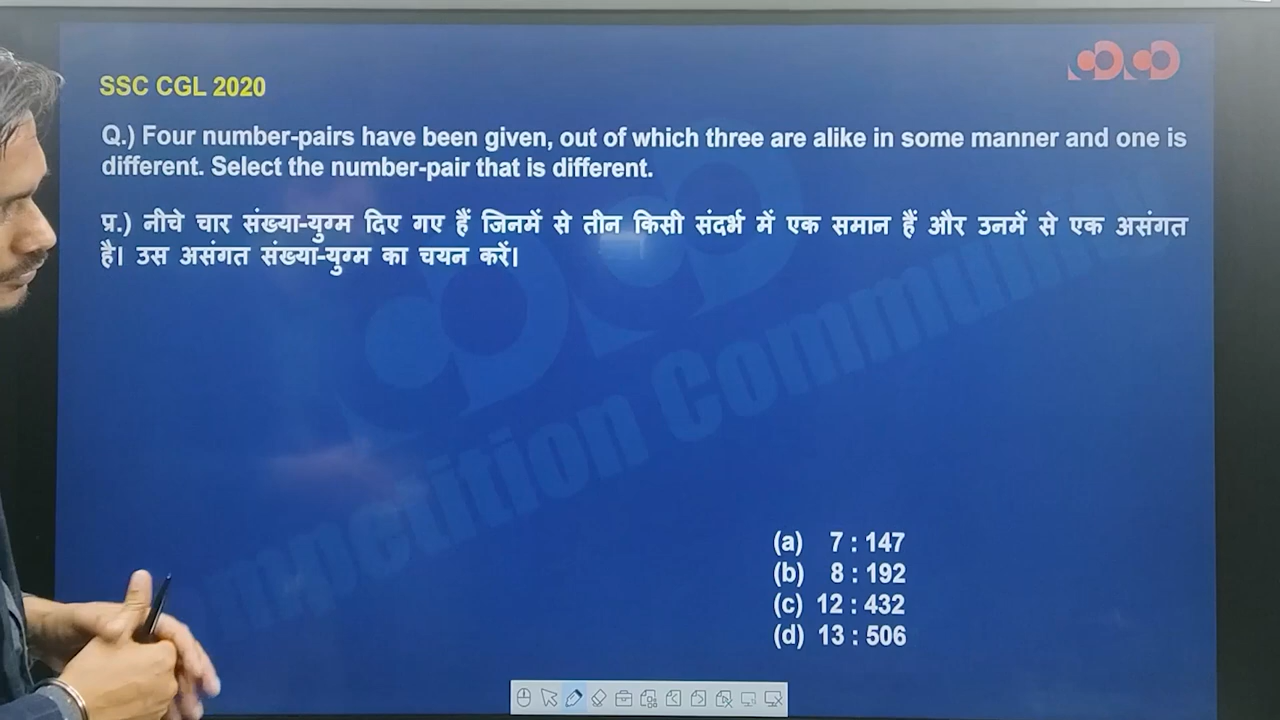 SSC CGL 2020
Q.) Four number-pairs have been given, out of which three are alike in some manner and one is
different. Select the number-pair that is different.
प्र.) नीचे चार संख्या-युग्म दिए गए हैं जिनमें से तीन किसी संदर्भ में एक समान हैं और उनमें से एक असंगत
है। उस असंगत संख्या-युग्म का चयन करें।
Competition Community
(a) 7 : 147
(b) 8 : 192
(c) 12 : 432
(d) 13 : 506